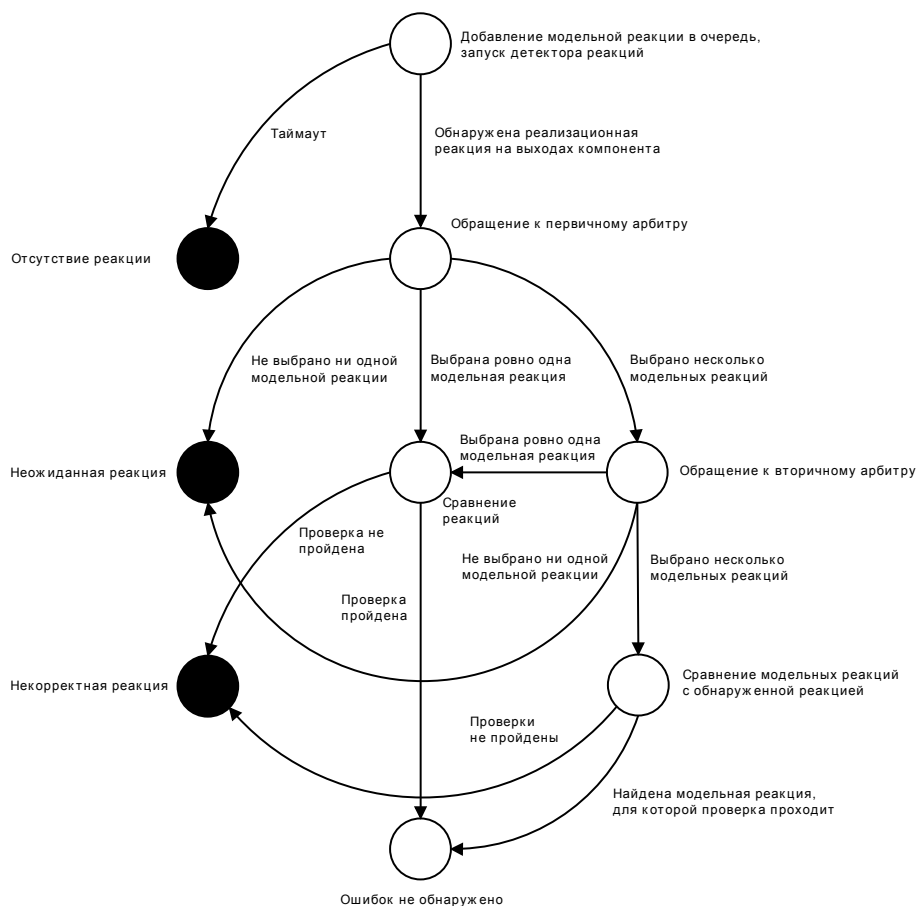 Добавление модельной реакции в очередь,
запуск детектора реакций
Таймаут
Обнаружена реализационная
реакция на выходах компонента
Обращение к первичному арбитру
Отсутствие реакции
Не выбрано ни одной
модельной реакции
Выбрана ровно одна
модельная реакция
Выбрано несколько
модельных реакций
Выбрана ровно одна
модельная реакция
Неожиданная реакция
Обращение к вторичному арбитру
Сравнение
реакций
Проверка не
пройдена
Не выбрано ни одной
модельной реакции
Выбрано несколько
модельных реакций
Проверка
пройдена
Некорректная реакция
Сравнение модельных реакций
с обнаруженной реакцией
Проверки
не пройдены
Найдена модельная реакция,
для которой проверка проходит
Ошибок не обнаружено